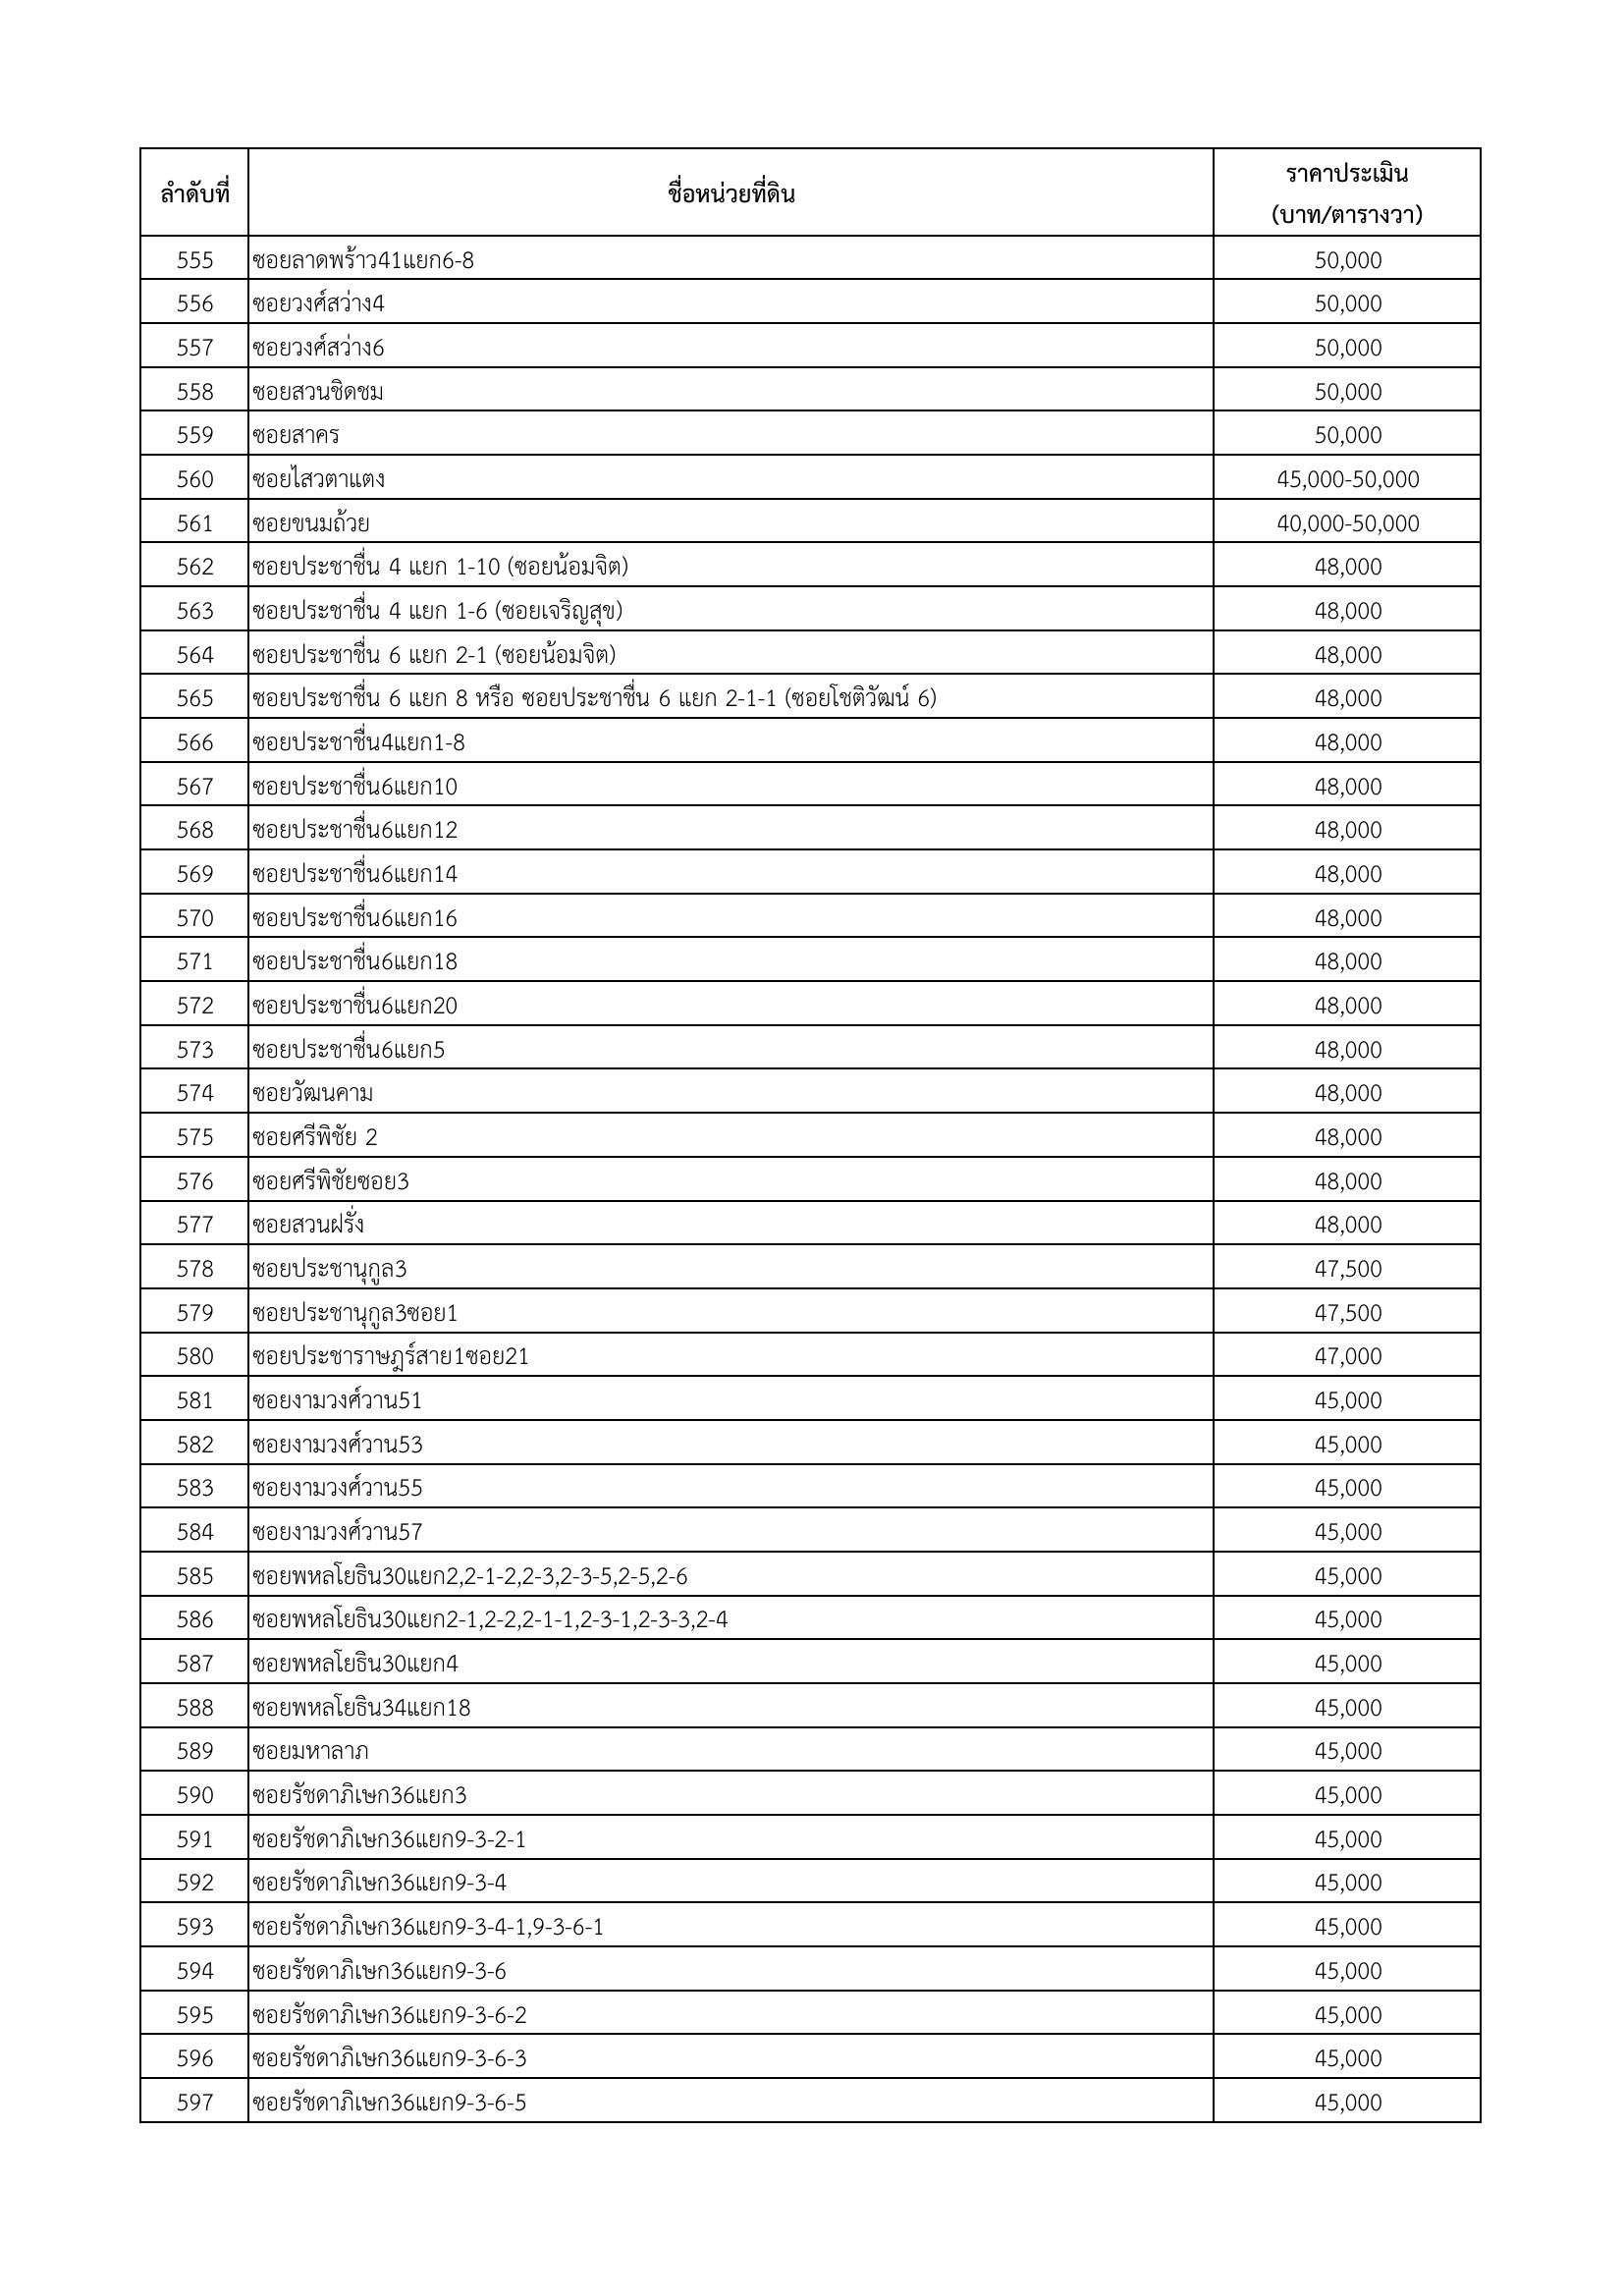 ลำดับที่ ชื่อหน่วยที่ดิน ราคาประเมิน
(บาท/ตารางวา)
555 ซอยลาดพร้าว41แยก6-8 50,000
556 ซอยวงศ์สว่าง4 50,000
557 ซอยวงศ์สว่าง6 50,000
558 ซอยสวนชิดชม 50,000
559 ซอยสาคร 50,000
560 ซอยไสวตาแตง 45,000-50,000
561 ซอยขนมถ้วย 40,000-50,000
562 ซอยประชาชื่น 4 แยก 1-10 (ซอยน้อมจิต) 48,000
563 ซอยประชาชื่น 4 แยก 1-6 (ซอยเจริญสุข) 48,000
564 ซอยประชาชื่น 6 แยก 2-1 (ซอยน้อมจิต) 48,000
565 ซอยประชาชื่น 6 แยก 8 หรือ ซอยประชาชื่น 6 แยก 2-1-1 (ซอยโชติวัฒน์ 6) 48,000
566 ซอยประชาชื่น4แยก1-8 48,000
567 ซอยประชาชื่น6แยก10 48,000
568 ซอยประชาชื่น6แยก12 48,000
569 ซอยประชาชื่น6แยก14 48,000
570 ซอยประชาชื่น6แยก16 48,000
571 ซอยประชาชื่น6แยก18 48,000
572 ซอยประชาชื่น6แยก20 48,000
573 ซอยประชาชื่น6แยก5 48,000
574 ซอยวัฒนคาม 48,000
575 ซอยศรีพิชัย 2 48,000
576 ซอยศรีพิชัยซอย3 48,000
577 ซอยสวนฝรั่ง 48,000
578 ซอยประชานุกูล3 47,500
579 ซอยประชานุกูล3ซอย1 47,500
580 ซอยประชาราษฎร์สาย1ซอย21 47,000
581 ซอยงามวงศ์วาน51 45,000
582 ซอยงามวงศ์วาน53 45,000
583 ซอยงามวงศ์วาน55 45,000
584 ซอยงามวงศ์วาน57 45,000
585 ซอยพหลโยธิน30แยก2,2-1-2,2-3,2-3-5,2-5,2-6 45,000
586 ซอยพหลโยธิน30แยก2-1,2-2,2-1-1,2-3-1,2-3-3,2-4 45,000
587 ซอยพหลโยธิน30แยก4 45,000
588 ซอยพหลโยธิน34แยก18 45,000
589 ซอยมหาลาภ 45,000
590 ซอยรัชดาภิเษก36แยก3 45,000
591 ซอยรัชดาภิเษก36แยก9-3-2-1 45,000
592 ซอยรัชดาภิเษก36แยก9-3-4 45,000
593 ซอยรัชดาภิเษก36แยก9-3-4-1,9-3-6-1 45,000
594 ซอยรัชดาภิเษก36แยก9-3-6 45,000
595 ซอยรัชดาภิเษก36แยก9-3-6-2 45,000
596 ซอยรัชดาภิเษก36แยก9-3-6-3 45,000
597 ซอยรัชดาภิเษก36แยก9-3-6-5 45,000